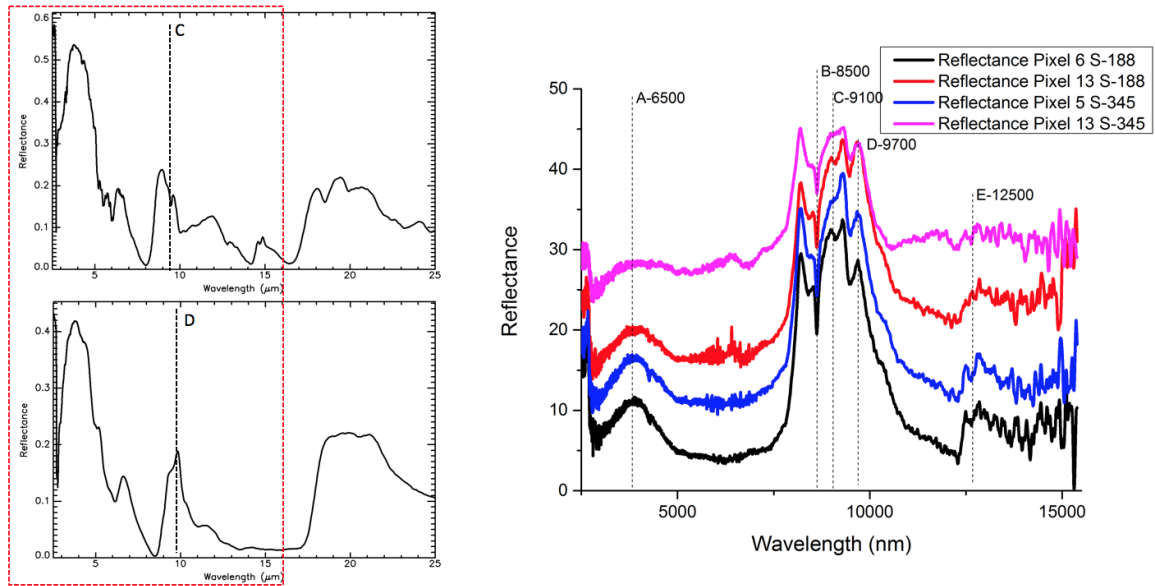 0.6
0.5
0.4
0.3
0.2
0.1
0.0
Reflectance
C
5
10
15
20
25
Wavelength (μm)
0.4
0.3
0.2
0.1
0.0
Reflectance
D
5
10
15
20
25
Wavelength (μm)
Reflectance Pixel 6 S-188
Reflectance Pixel 13 S-188
Reflectance Pixel 5 S-345
Reflectance Pixel 13 S-345
B-8500
A-6500
C-9100
D-9700
E-12500
50
40
30
20
10
0
Reflectance
5000
10000
15000
Wavelength (nm)